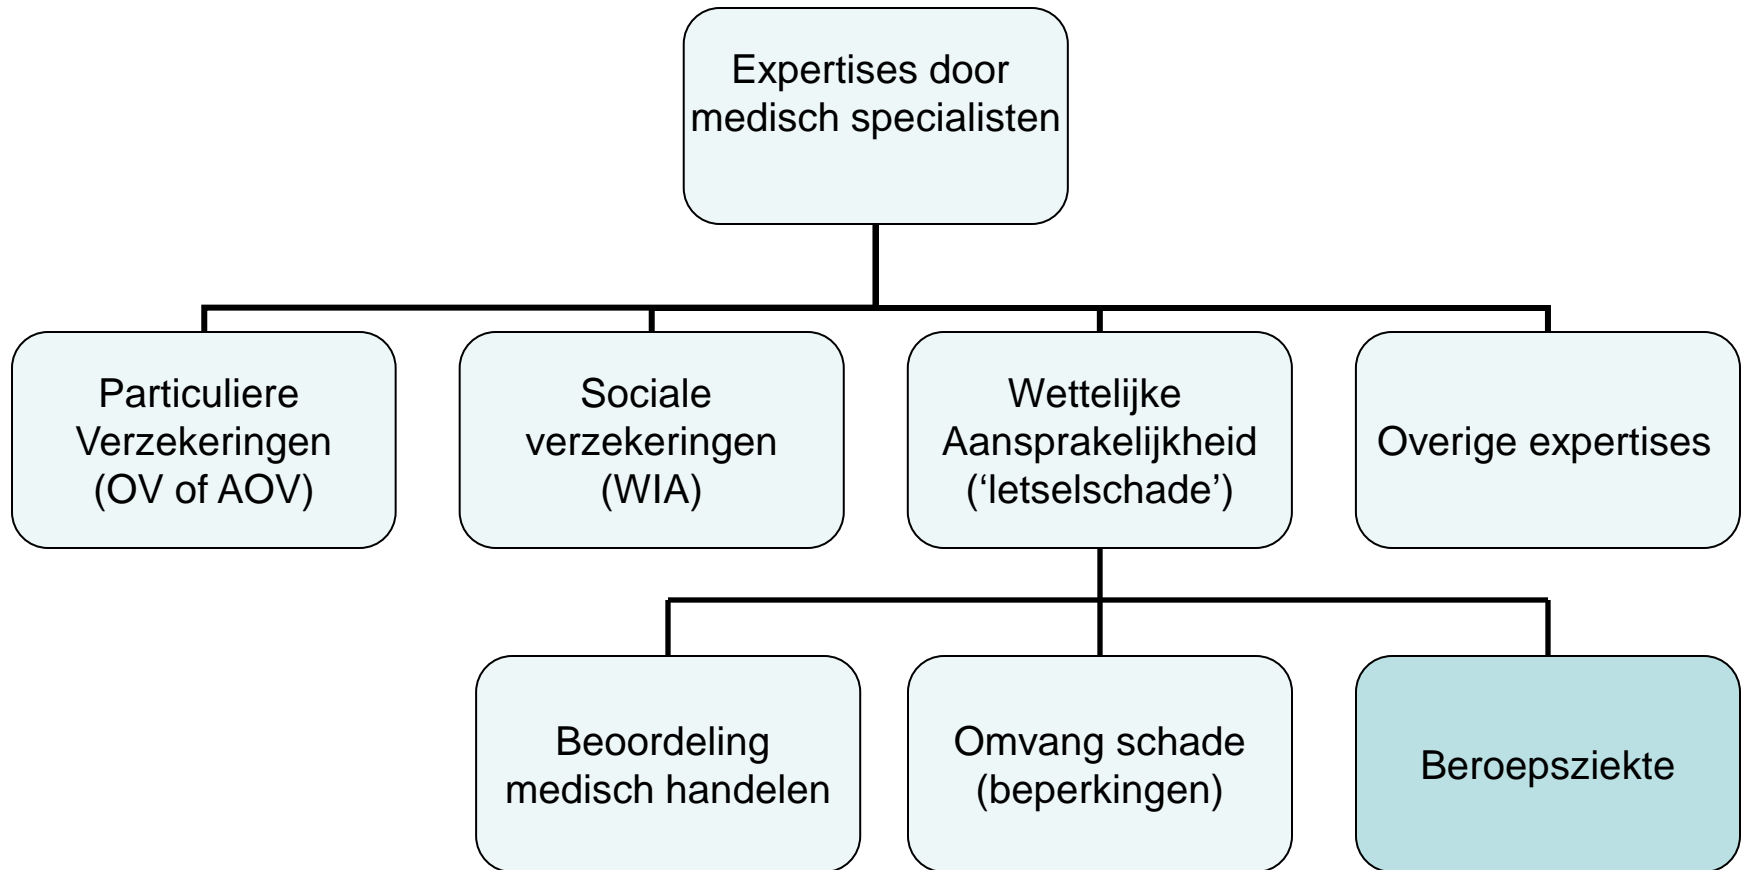 Expertises door
medisch specialisten
Particuliere
Verzekeringen
(OV of AOV)
Sociale
verzekeringen
(WIA)
Wettelijke
Aansprakelijkheid
(‘letselschade’)
Overige expertises
Beoordeling
medisch handelen
Omvang schade
(beperkingen)
Beroepsziekte